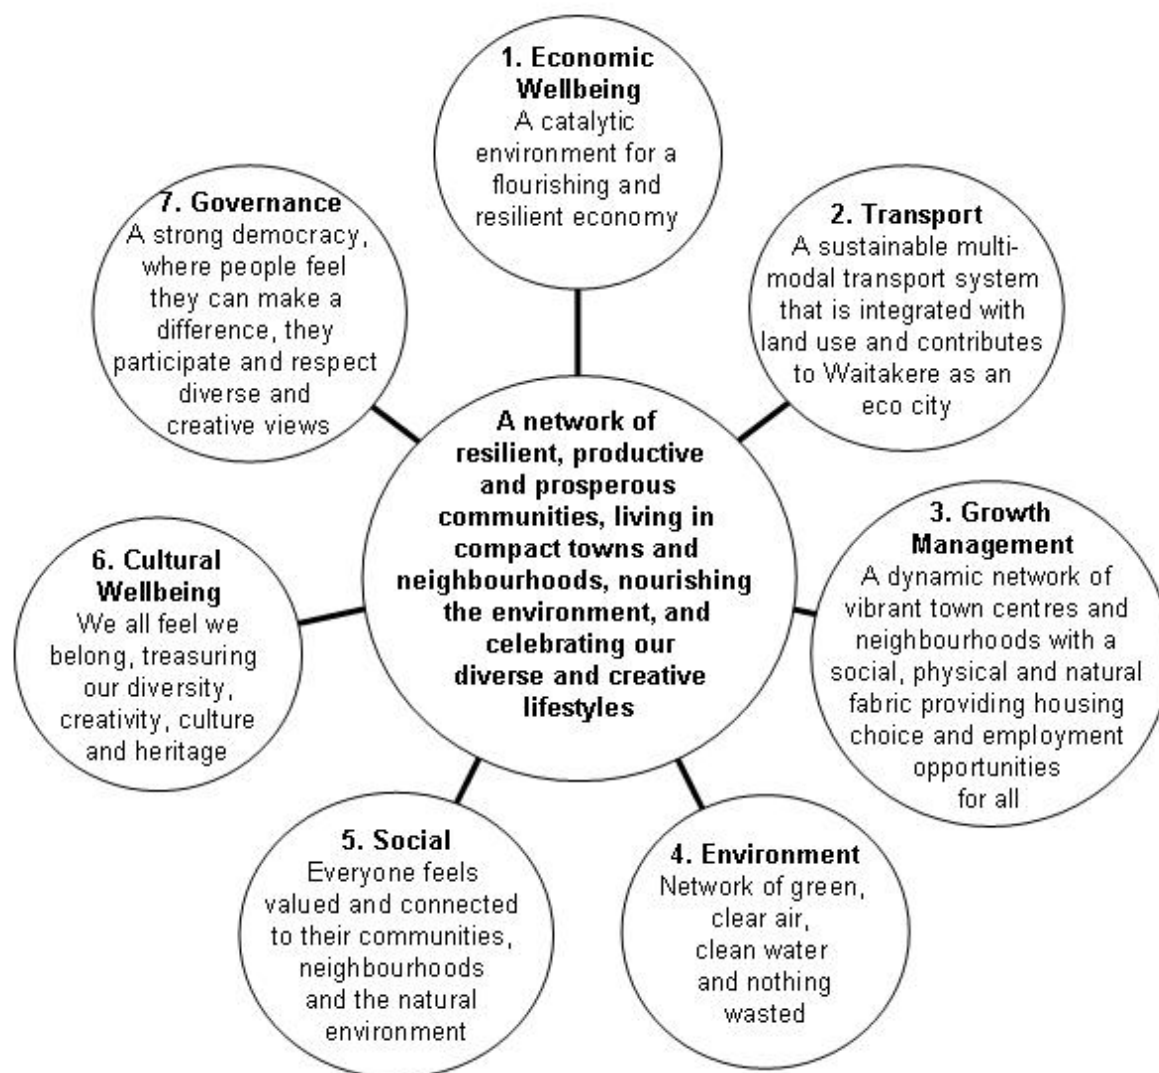 1. Economic
Wellbeing
A catalytic
environment for a
flourishing and
resilient economy
2. Transport
A sustainable multi-
modal transport system
that is integrated with
land use and contributes
to Waitakere as an
eco city
3. Growth
Management
A dynamic network of
vibrant town centres and
neighbourhoods with a
social, physical and natural
fabric providing housing
choice and employment
opportunities
for all
4. Environment
Network of green,
clear air,
clean water
and nothing
wasted
5. Social
Everyone feels
valued and connected
to their communities,
neighbourhoods
and the natural
environment
6. Cultural
Wellbeing
We all feel we
belong, treasuring
our diversity,
creativity, culture
and heritage
7. Governance
A strong democracy,
where people feel
they can make a
difference, they
participate and respect
diverse and
creative views
A network of
resilient, productive
and prosperous
communities, living in
compact towns and
neighbourhoods, nourishing
the environment, and
celebrating our
diverse and creative
lifestyles